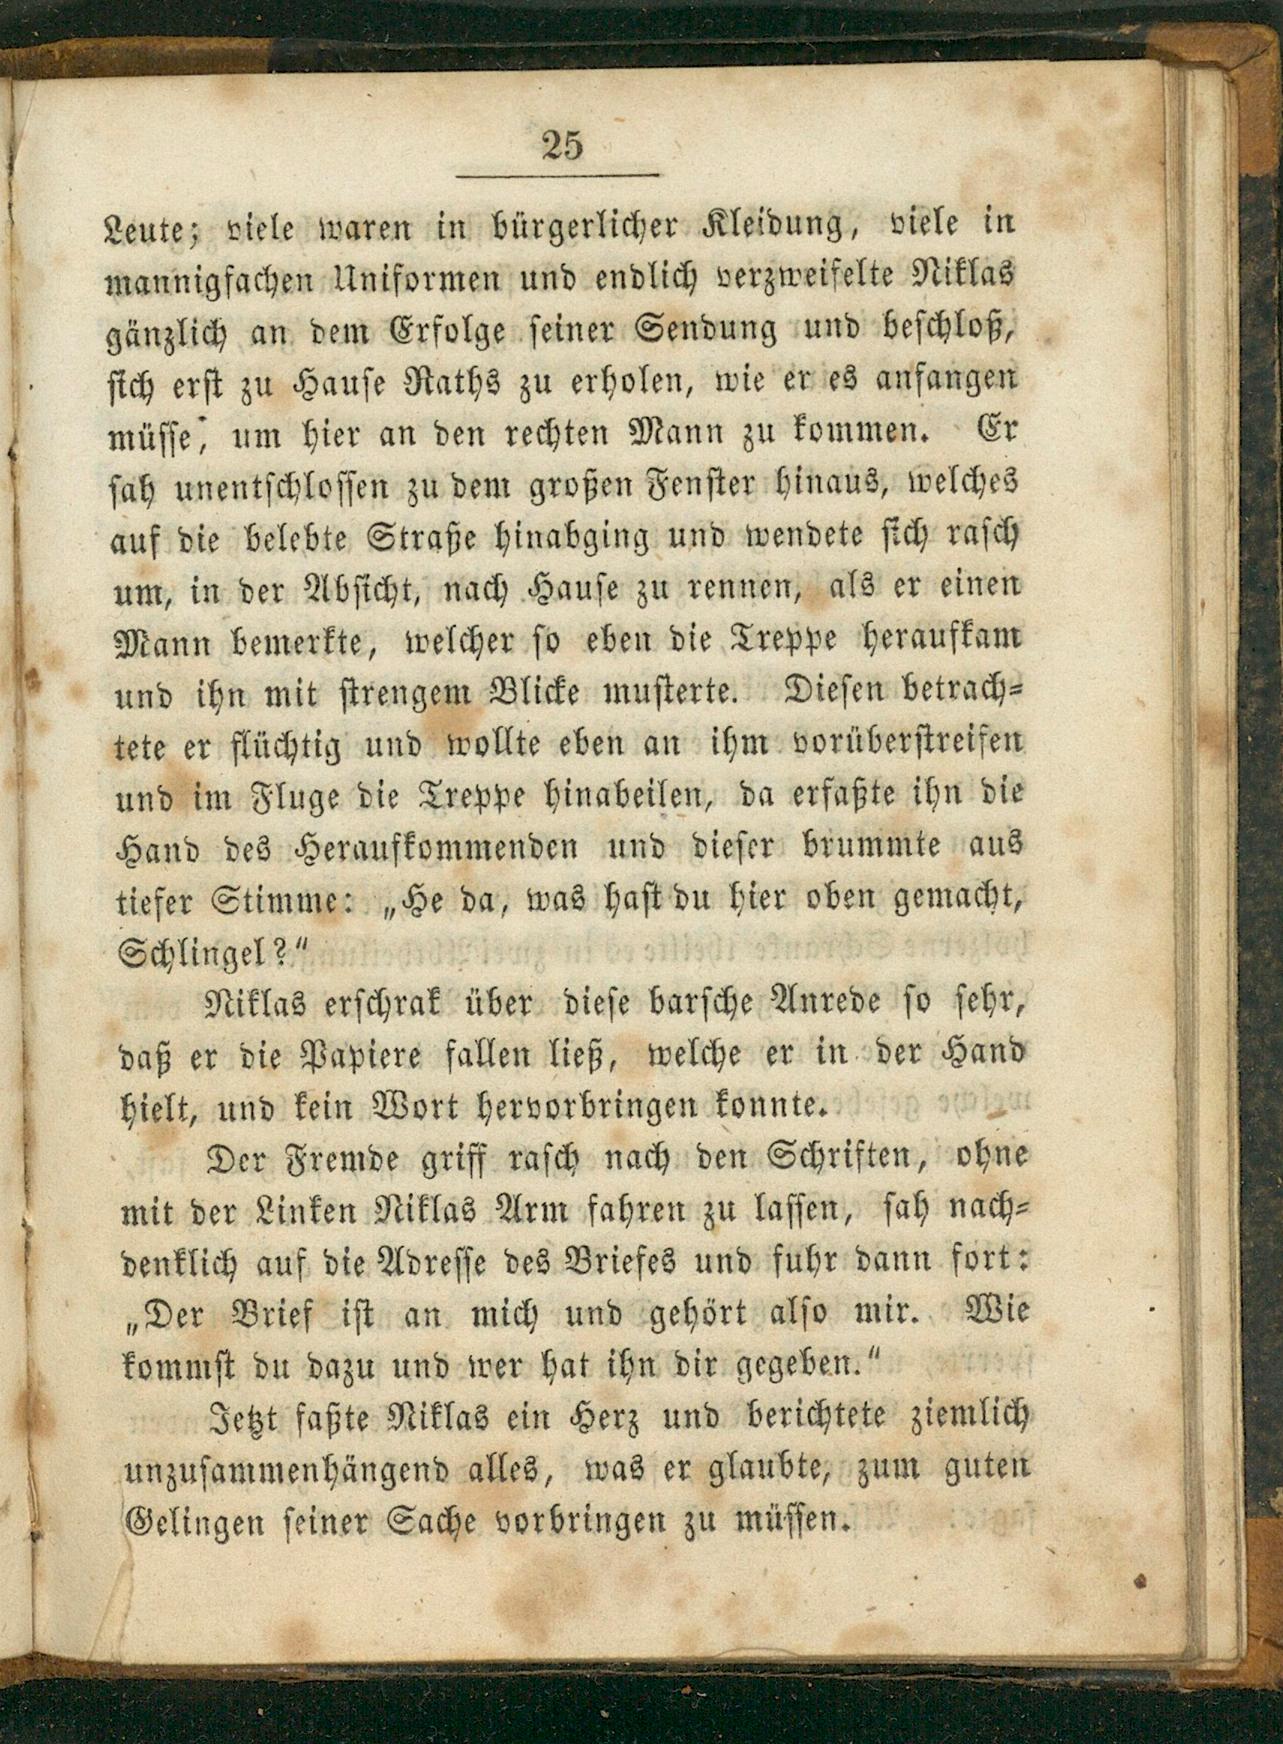 25
Leute; viele waren in bürgerlicher Kleidung, viele in
mannigfachen Uniformen und endlich verzweifelte Niklas
gänzlich an dem Erfolge seiner Sendung und beschloß,
sich erst zu Hause Raths zu erholen, wie er es anfangen
müsse, um hier an den rechten Mann zu kommen. Er
sah unentschlossen zu dem großen Fenster hinaus, welches
auf die belebte Straße hinabging und wendete sich rasch
um, in der Absicht, nach Hause zu rennen, als er einen
Mann bemerkte, welcher so eben die Treppe heraufkam
und ihn mit strengem Blicke musterte. Diesen betrach-
tete er flüchtig und wollte eben an ihm vorüberstreifen
und im Fluge die Treppe hinabeilen, da erfaßte ihn die
Hand des Heraufkommenden und dieser brummte aus
tiefer Stimme: „He da, was hast du hier oben gemacht,
Schlingel?“
Niklas erschrak über diese barsche Anrede so sehr,
daß er die Papiere fallen ließ, welche er in der Hand
hielt, und kein Wort hervorbringen konnte.
Der Fremde griff rasch nach den Schriften, ohne
mit der Linken Niklas Arm fahren zu lassen, sah nach-
denklich auf die Adresse des Briefes und fuhr dann fort:
„Der Brief ist an mich und gehört also mir. Wie
kommst du dazu und wer hat ihn dir gegeben.“
Jetzt faßte Niklas ein Herz und berichtete ziemlich
unzusammenhängend alles, was er glaubte, zum guten
Gelingen seiner Sache vorbringen zu müssen.